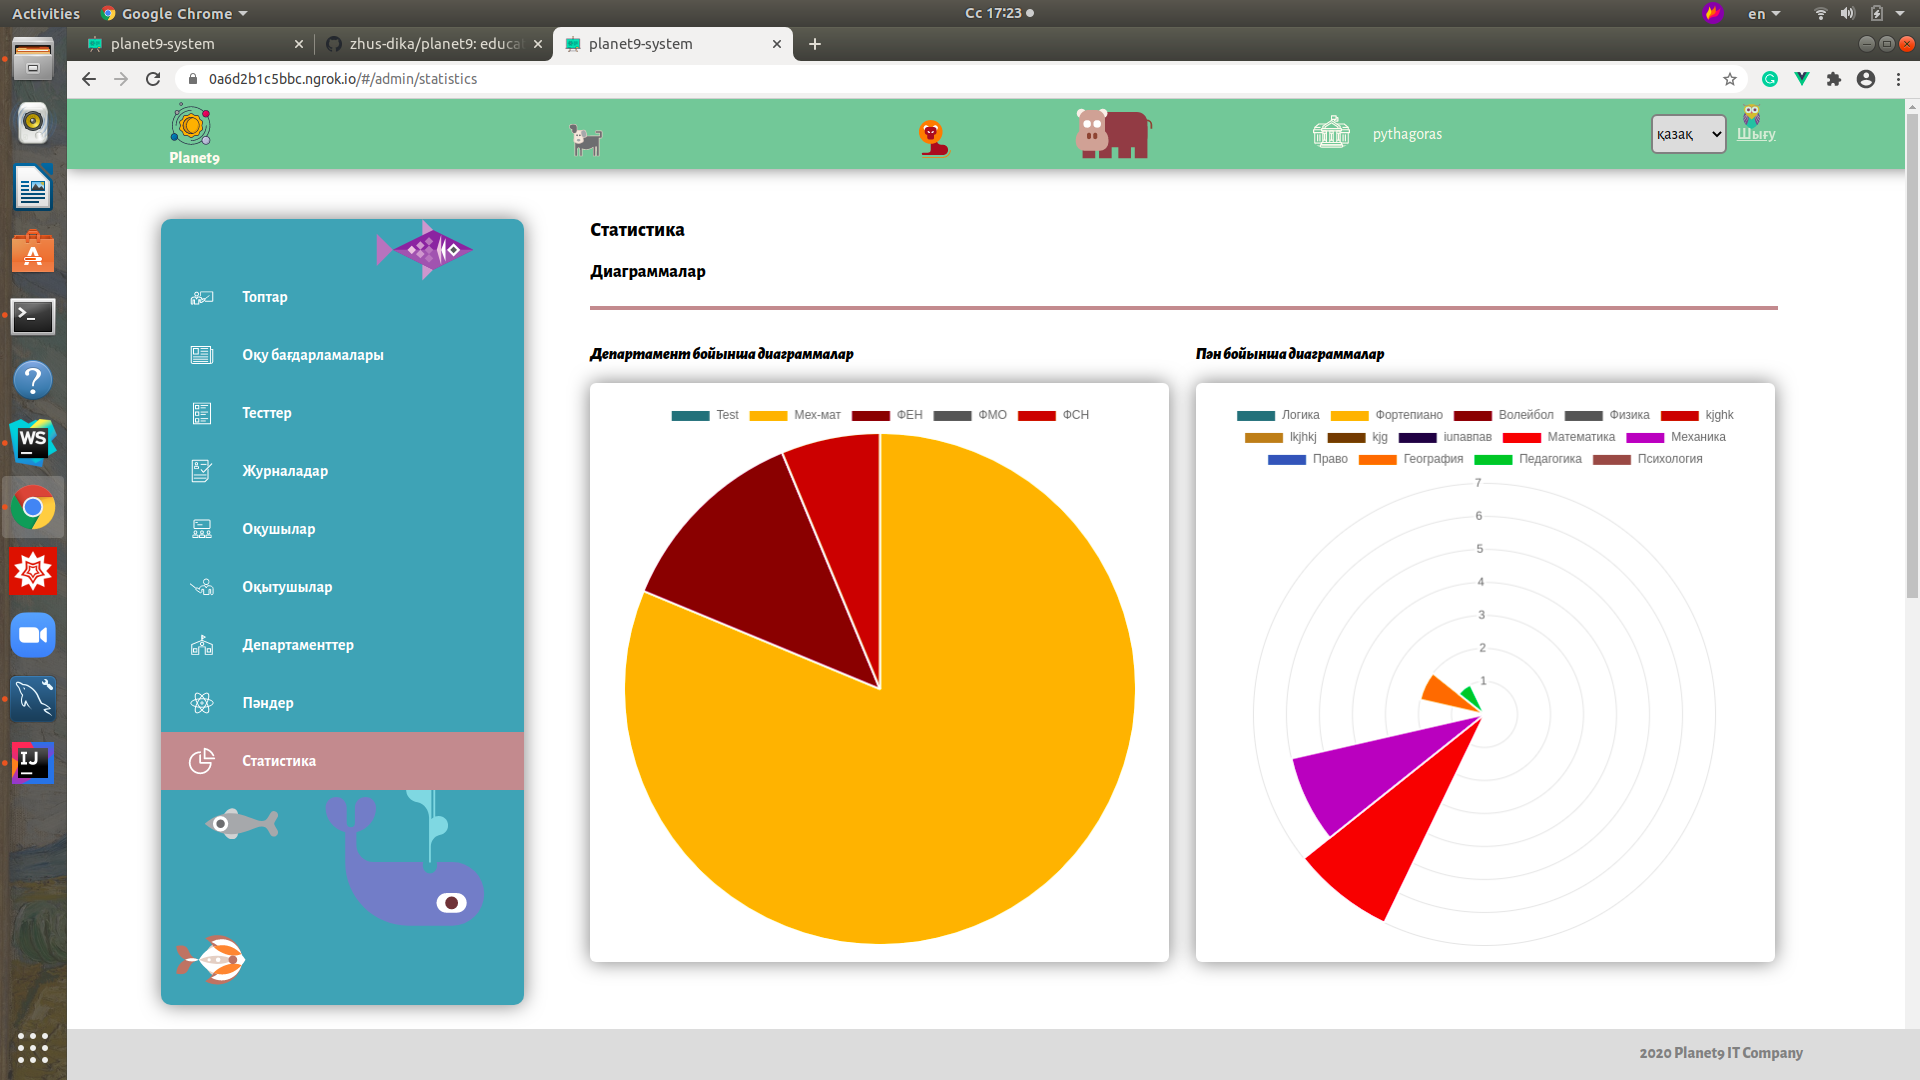 Activities
Google Chrome
Сс 17:23
en
planet9-system
zhus-dika/planet9: educa
planet9-system
0a6d2b1c5bbc.ngrok.io/#/admin/statistics
Planet9
pythagoras
қазақ
Шығу
Топтар
Оқу бағдарламалары
Тесттер
Журналадар
Оқушылар
Оқытушылар
Департаменттер
Пәндер
Статистика
Статистика
Диаграммалар
Департамент бойынша диаграммалар
Test Мех-мат ФЕН ФМО ФСН
Пән бойынша диаграммалар
Логика Фортепиано Волейбол Физика kjghk
lkjhkj kjg іuпавпав Математика Механика
Право География Педагогика Психология
7
6
5
4
3
2
1
WS
IJ
2020 Planet9 IT Company